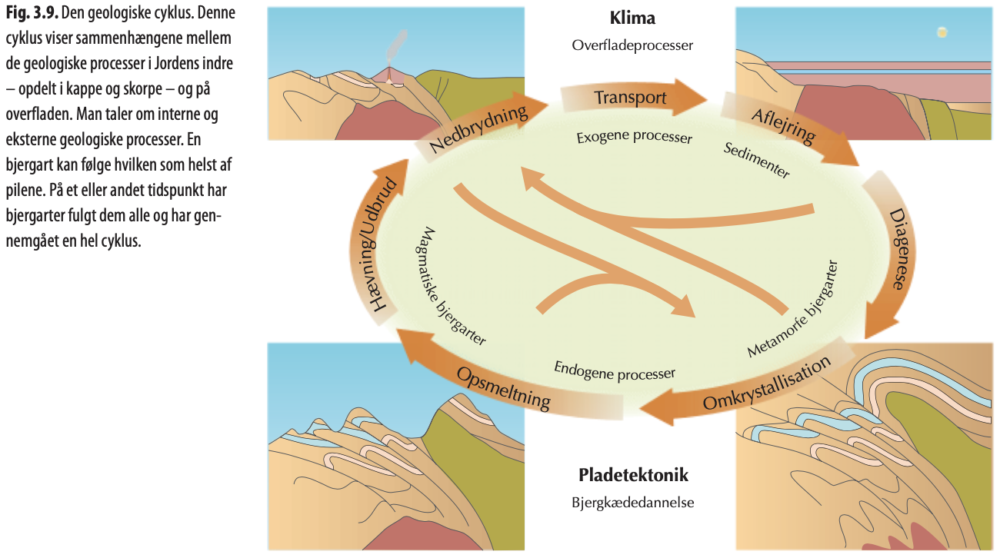 Fig. 3.9. Den geologiske cyklus. Denne
cyklus viser sammenhængene mellem
de geologiske processer i Jordens indre
– opdelt i kappe og skorpe – og på
overfladen. Man taler om interne og
eksterne geologiske processer. En
bjergart kan følge hvilken som helst af
pilene. På et eller andet tidspunkt har
bjergarter fulgt dem alle og har gen-
nemgået en hel cyklus.
Klima
Overfladeprocesser
Nedbrydning
Transport
Aflejring
Exogene processer
Sedimenter
Hævning/Udbrud
Diagenese
Magmatiske bjergarter
Metamorfe bjergarter
Endogene processer
Opsmeltning
Omkrystallisation
Pladetektonik
Bjergkædedannelse